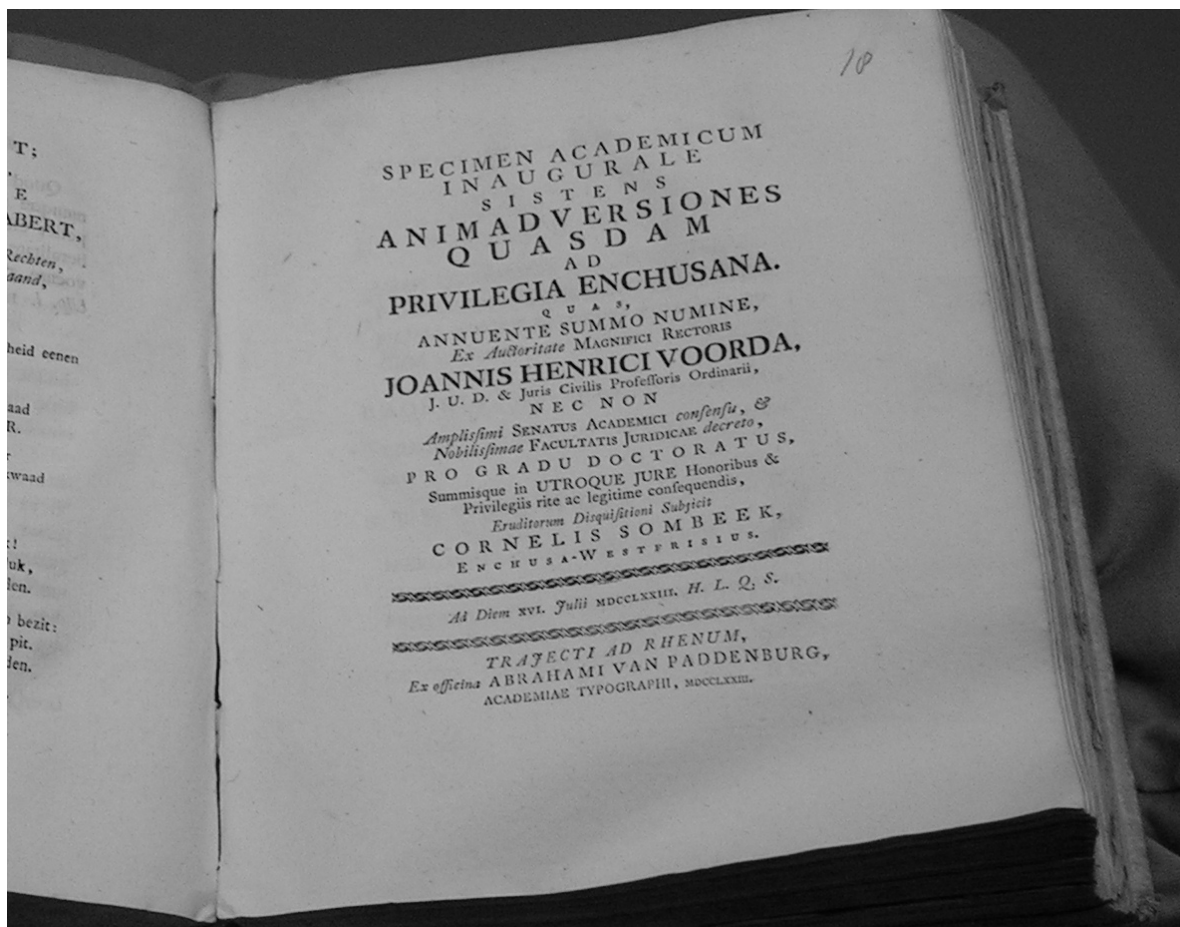 T;
E
ABERT,
Rechten,
aand,
heid eenen
aad
R.
r
kwaad
k!
uk,
den.
bezit:
pit.
den.
18
SPECIMEN ACADEMICUM
INAUGURALE
SISTENS
ANIMADVERSIONES
QUASDAM
AD
PRIVILEGIA ENCHUSANA.
QUAS,
ANNUENTE SUMMO NUMINE,
Ex Auctoritate MAGNIFICI RECTORIS
JOANNIS HENRICI VOORDA,
J. U. D. & Juris Civilis Profeſſoris Ordinarii,
NEC NON
Ampliſſimi SENATUS ACADEMICI conſenſu, &
Nobiliſſimae FACULTATIS JURIDICAE decreto,
PRO GRADU DOCTORATUS,
Summisque in UTROQUE JURE Honoribus &
Privilegiis rite ac legitime conſequendis,
Eruditorum Disquiſitioni Subjicit
CORNELIS SOMBEEK,
ENCHUSA-WESTFRISIUS.
Ad Diem XVI. Julii MDCCLXXIII. H. L. Q. S.
TRAJECTI AD RHENUM,
Ex officina ABRAHAMI VAN PADDENBURG,
ACADEMIAE TYPOGRAPHI, MDCCLXXIII.